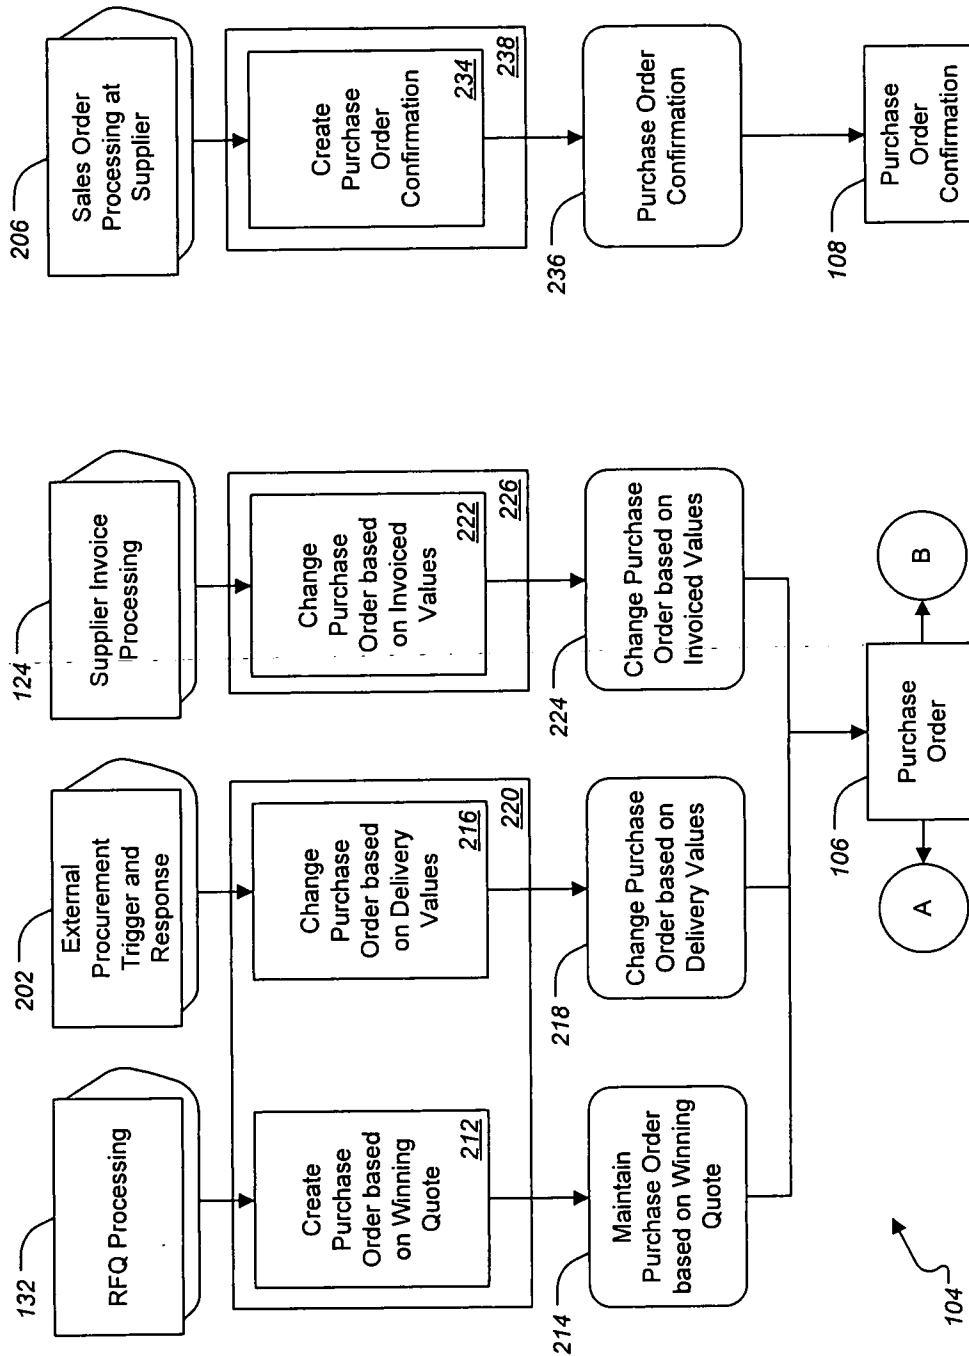 132
RFQ Processing
202
External
Procurement
Trigger and
Response
124
Supplier Invoice
Processing
206
Sales Order
Processing at
Supplier
Create
Purchase
Order based
on Winning
Quote
212
Change
Purchase
Order based
on Delivery
Values
216
220
Change
Purchase
Order based
on Invoiced
Values
222
226
Create
Purchase
Order
Confirmation
234
238
214
Maintain
Purchase Order
based on Winning
Quote
218
Change Purchase
Order based on
Delivery Values
224
Change Purchase
Order based on
Invoiced Values
236
Purchase Order
Confirmation
104
A
106
Purchase
Order
B
108
Purchase
Order
Confirmation